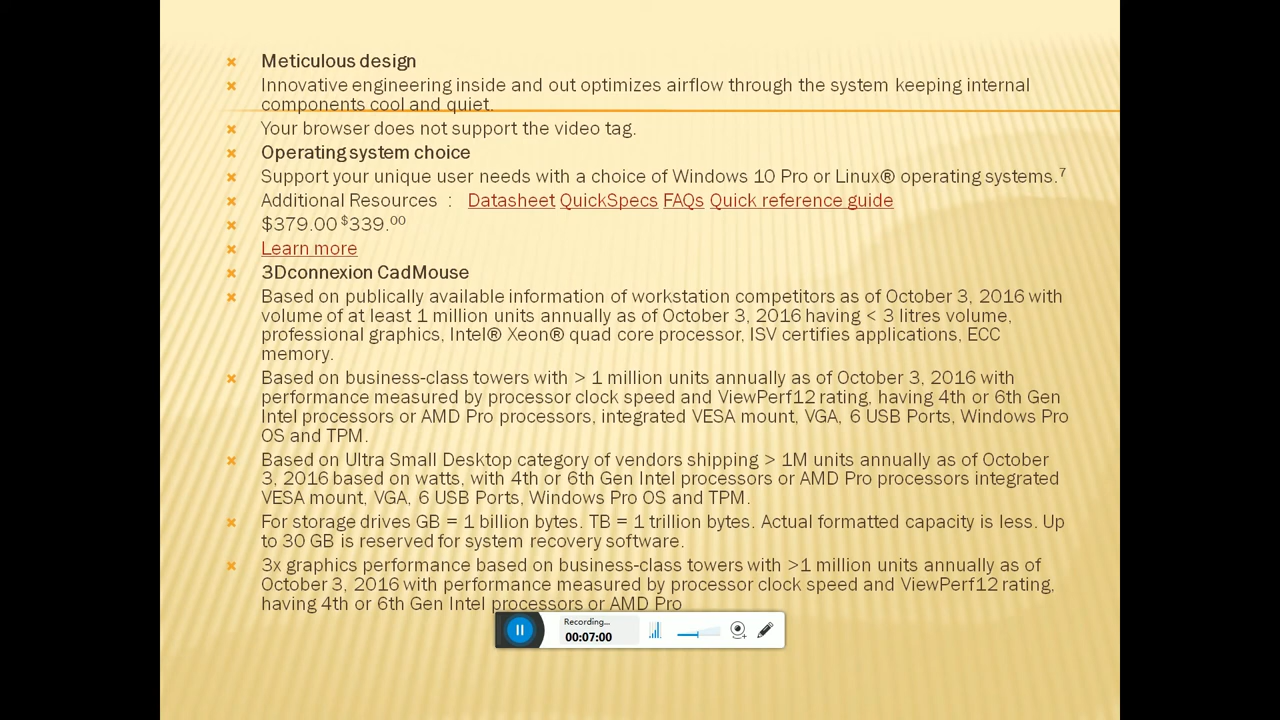 Meticulous design
Innovative engineering inside and out optimizes airflow through the system keeping internal
components cool and quiet.
Your browser does not support the video tag.
Operating system choice
Support your unique user needs with a choice of Windows 10 Pro or Linux® operating systems.⁷
Additional Resources : Datasheet QuickSpecs FAQs Quick reference guide
$379.00 $339.⁰⁰
Learn more
3Dconnexion CadMouse
Based on publically available information of workstation competitors as of October 3, 2016 with
volume of at least 1 million units annually as of October 3, 2016 having < 3 litres volume,
professional graphics, Intel® Xeon® quad core processor, ISV certifies applications, ECC
memory.
Based on business-class towers with > 1 million units annually as of October 3, 2016 with
performance measured by processor clock speed and ViewPerf12 rating, having 4th or 6th Gen
Intel processors or AMD Pro processors, integrated VESA mount, VGA, 6 USB Ports, Windows Pro
OS and TPM.
Based on Ultra Small Desktop category of vendors shipping > 1M units annually as of October
3, 2016 based on watts, with 4th or 6th Gen Intel processors or AMD Pro processors integrated
VESA mount, VGA, 6 USB Ports, Windows Pro OS and TPM.
For storage drives GB = 1 billion bytes. TB = 1 trillion bytes. Actual formatted capacity is less. Up
to 30 GB is reserved for system recovery software.
3x graphics performance based on business-class towers with >1 million units annually as of
October 3, 2016 with performance measured by processor clock speed and ViewPerf12 rating,
having 4th or 6th Gen Intel processors or AMD Pro
Recording...
00:07:00